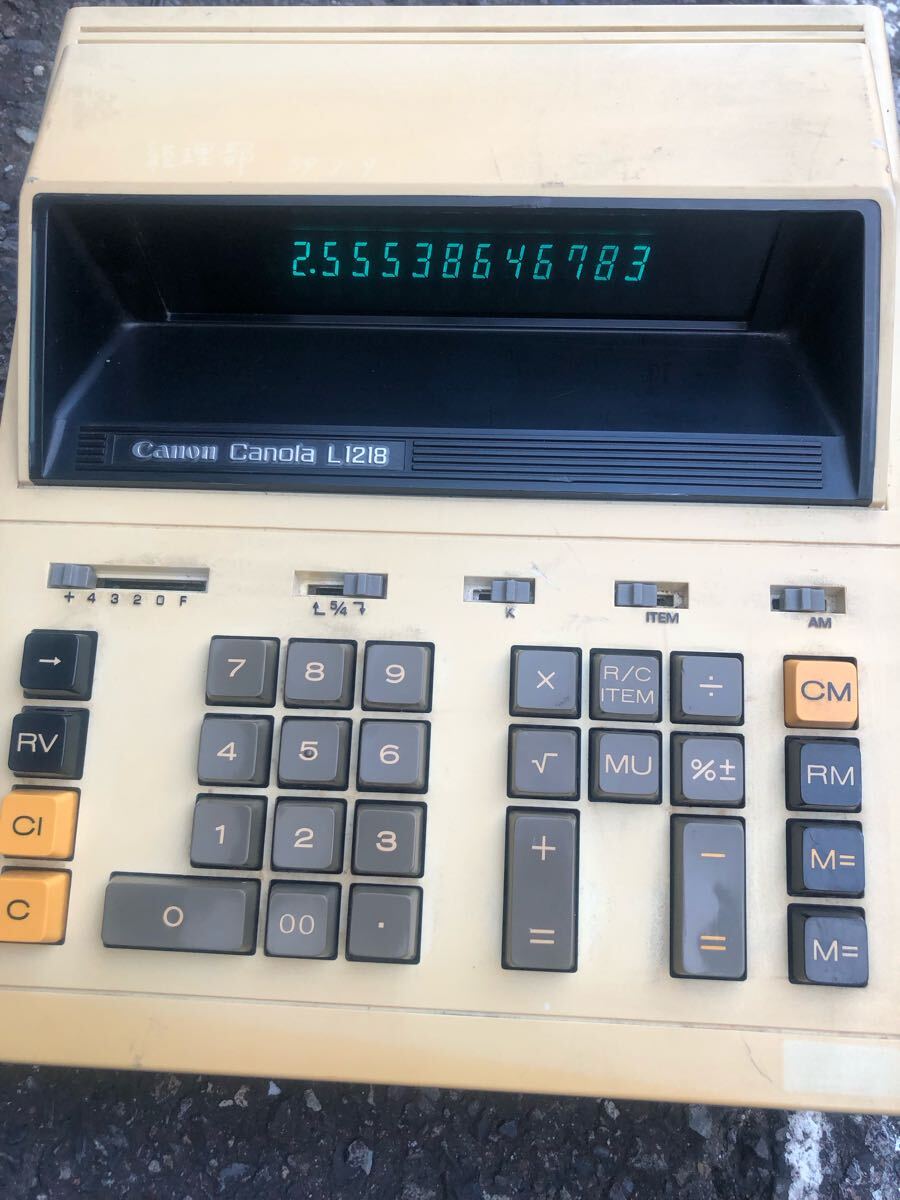 経理部
2.55538646783
Canon Canola L1218
+ 4 3 2 0 F
5/4
K
ITEM
AM
→ 7 8 9 × R/C ITEM ÷ CM
RV 4 5 6 √ MU %± RM
CI 1 2 3 + = − = M=
C 0 00 . M=